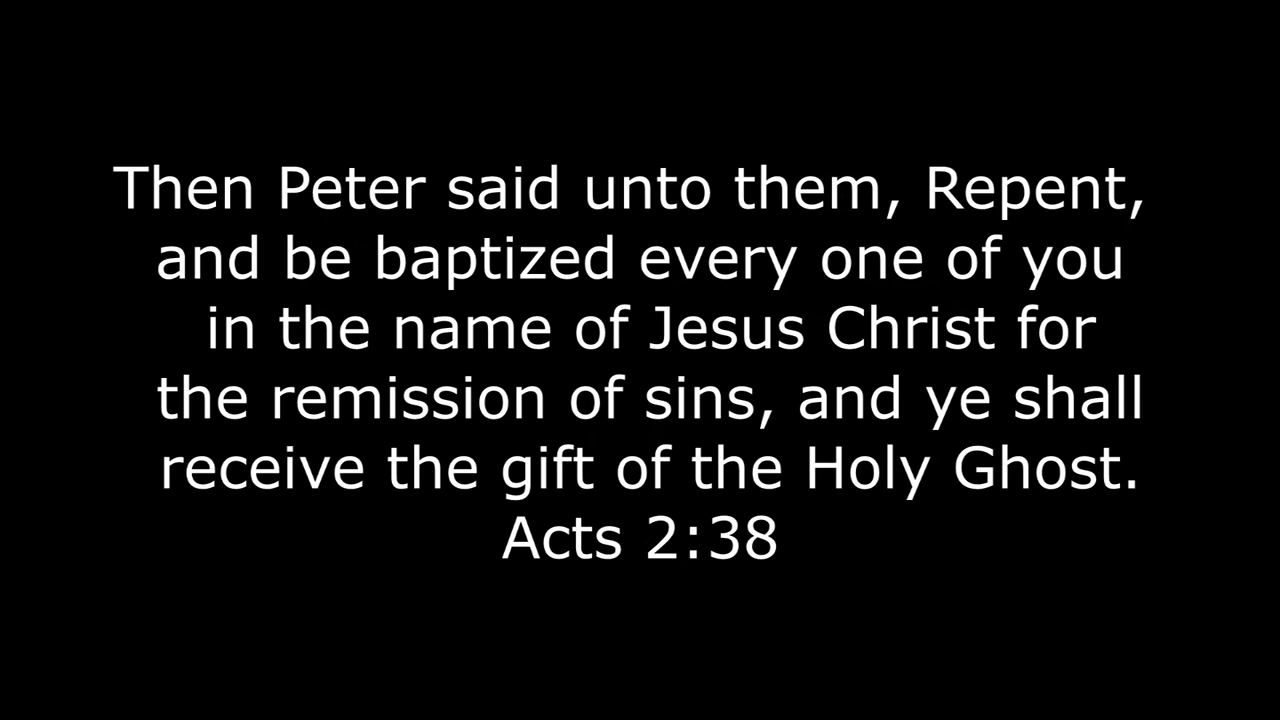 Then Peter said unto them, Repent,
and be baptized every one of you
in the name of Jesus Christ for
the remission of sins, and ye shall
receive the gift of the Holy Ghost.
Acts 2:38